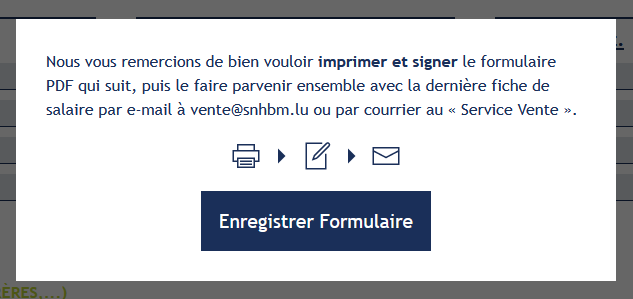 Nous vous remercions de bien vouloir imprimer et signer le formulaire
PDF qui suit, puis le faire parvenir ensemble avec la dernière fiche de
salaire par e-mail à vente@snhbm.lu ou par courrier au « Service Vente ».
Enregistrer Formulaire
ÈRES,...)